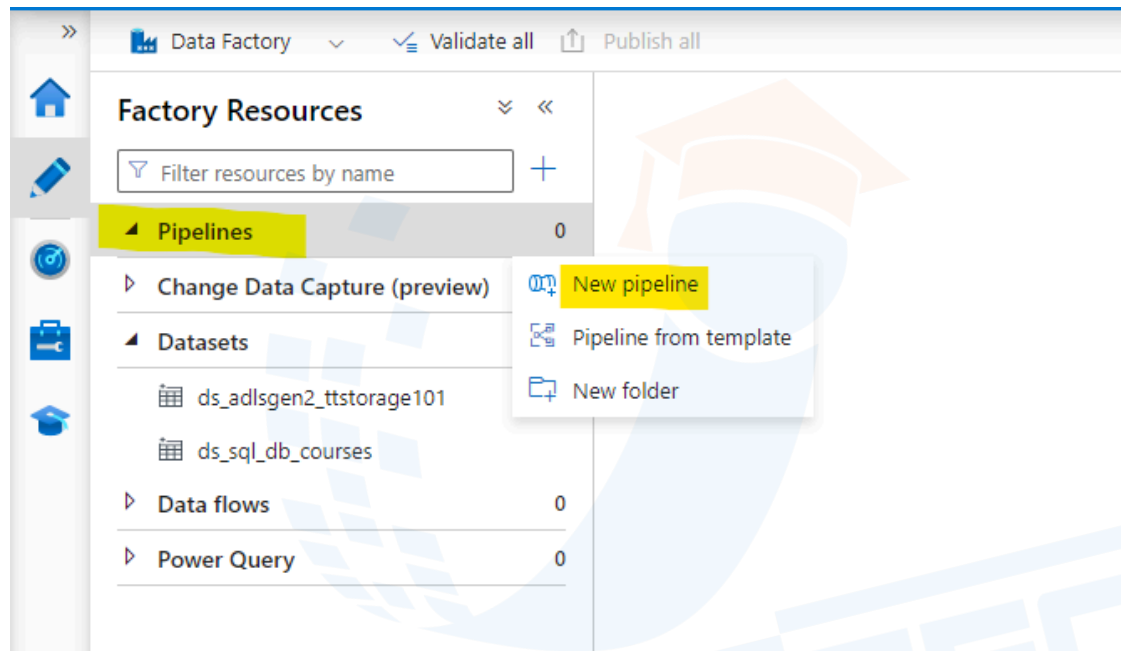 Data Factory
Validate all
Publish all
Factory Resources
Filter resources by name
Pipelines 0
New pipeline
Change Data Capture (preview)
Pipeline from template
Datasets
New folder
ds_adlsgen2_ttstorage101
ds_sql_db_courses
Data flows 0
Power Query 0